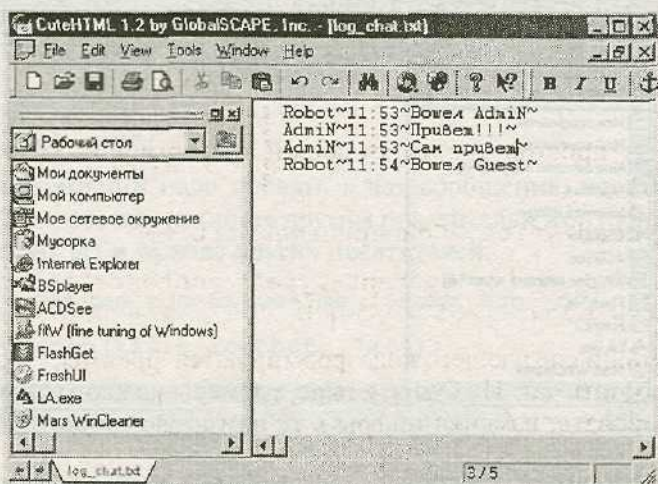 CuteHTML 1.2 by GlobalSCAPE, Inc. - [log_chat.txt]
File Edit View Tools Window Help
B I U
Рабочий стол
Мои документы
Мой компьютер
Мое сетевое окружение
Мусорка
Internet Explorer
BSplayer
ACDSee
ftW (fine tuning of Windows)
FlashGet
FreshUI
LA.exe
Mars WinCleaner
Robot~11:53~Вошел AdmiN~
AdmiN~11:53~Привет!!!~
AdmiN~11:53~Сам привет~
Robot~11:54~Вошел Guest~
log_chat.txt
3/5